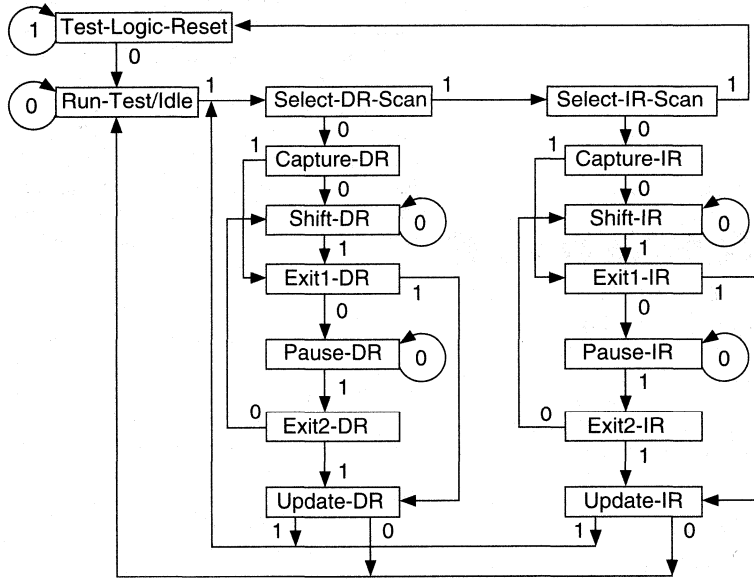 1 Test-Logic-Reset
0
0 Run-Test/Idle 1 Select-DR-Scan 1 Select-IR-Scan 1
0 0
1 Capture-DR 1 Capture-IR
0 0
Shift-DR 0 Shift-IR 0
1 1
Exit1-DR 1 Exit1-IR 1
0 0
Pause-DR 0 Pause-IR 0
1 1
0 Exit2-DR 0 Exit2-IR
1 1
Update-DR Update-IR
1 0 1 0